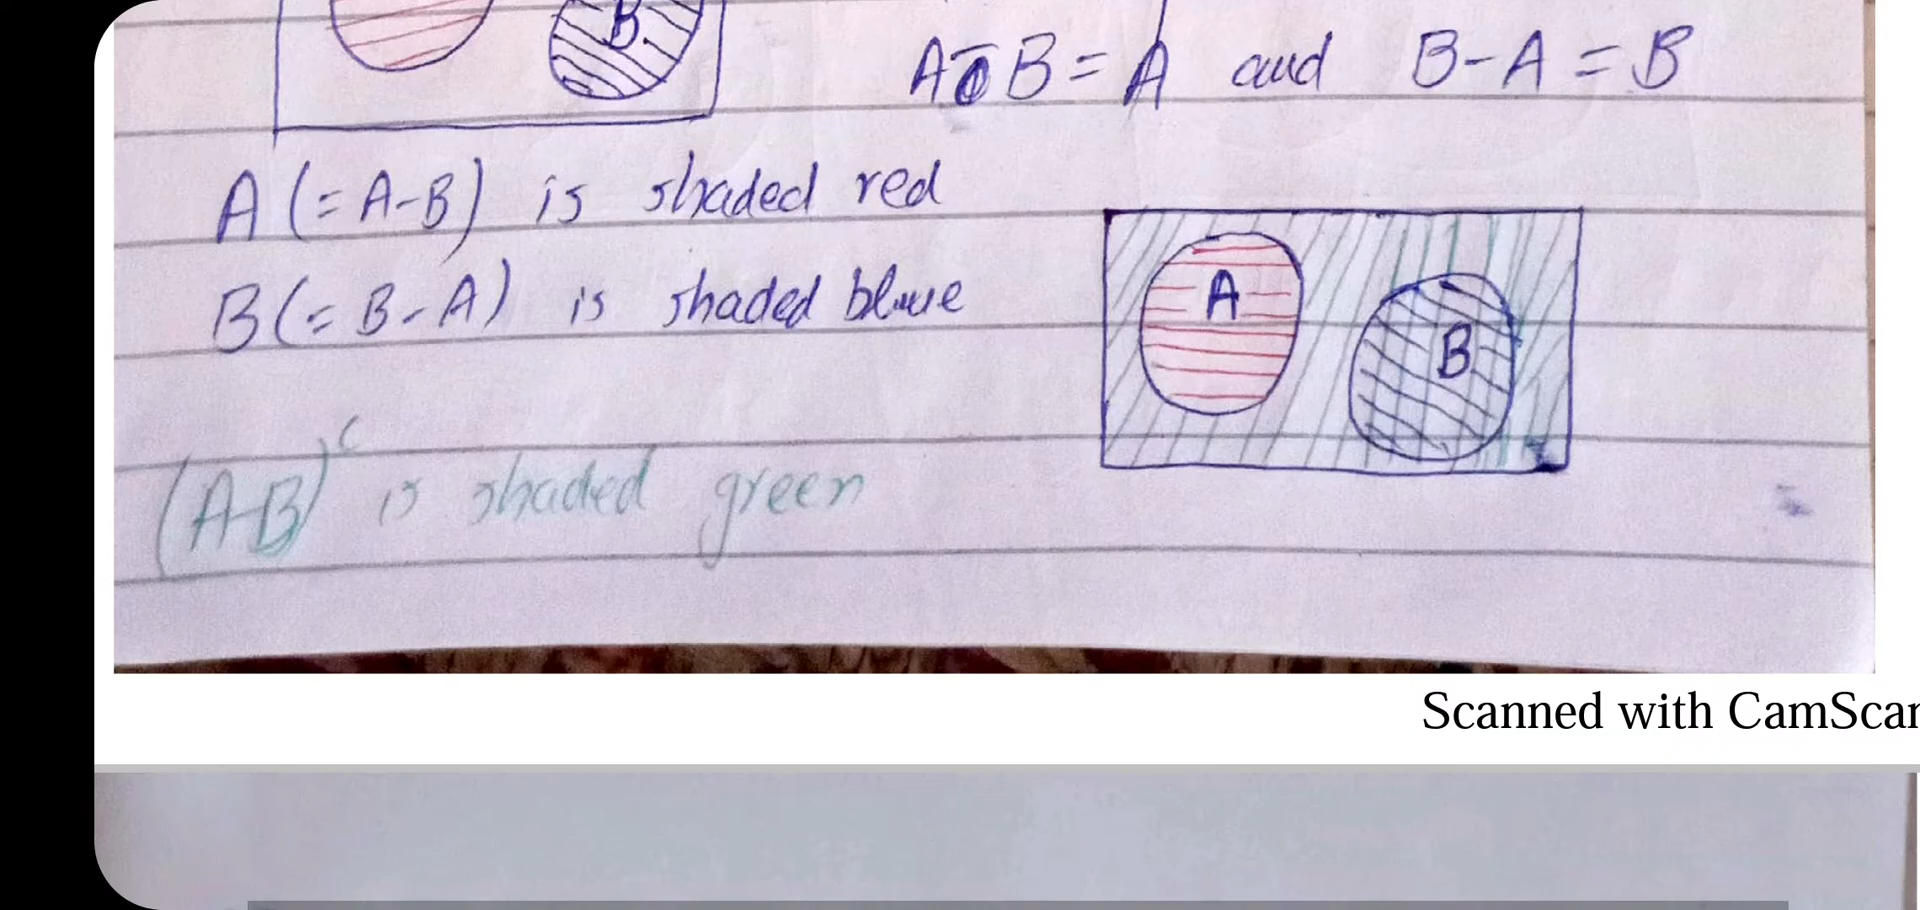 B.
A - B = A and B - A = B
A (= A-B) is shaded red
A
B (= B-A) is shaded blue
B
(A-B)ᶜ is shaded green
Scanned with CamScan